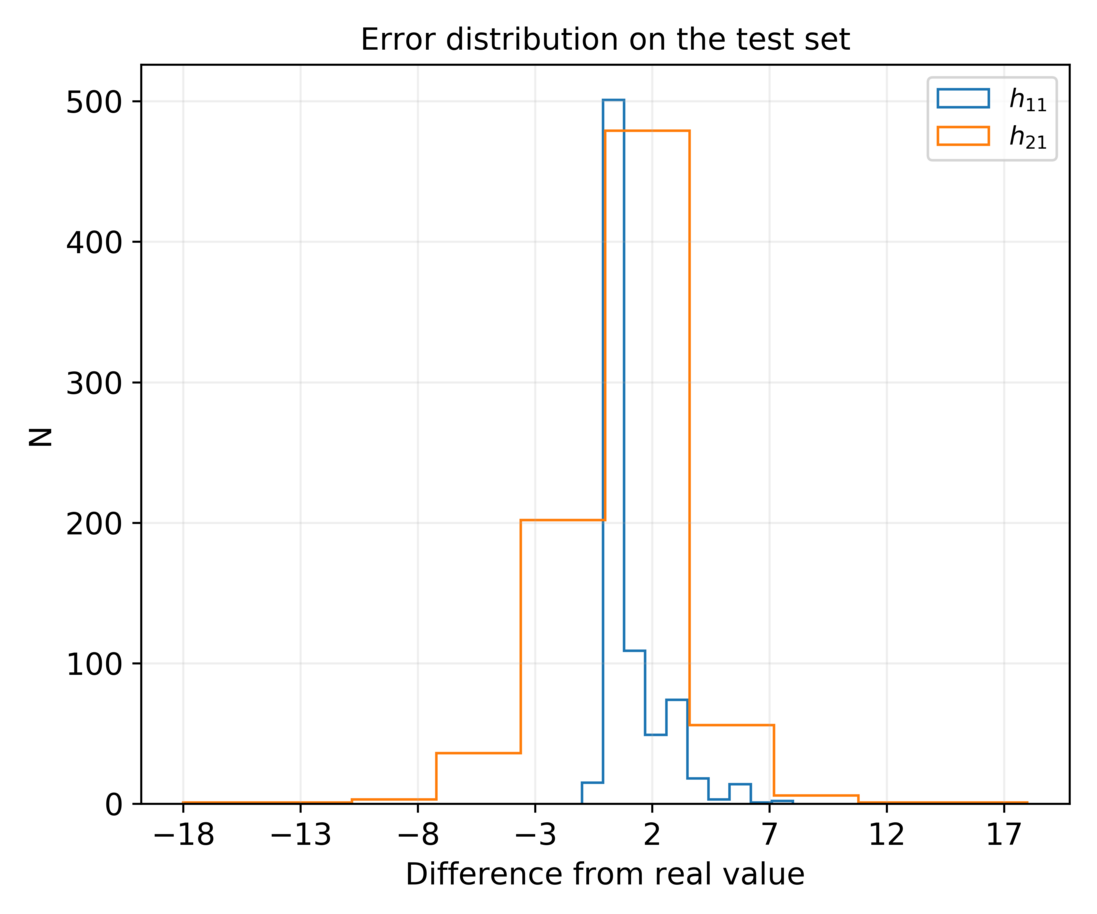 Error distribution on the test set
h11
h21
500
400
300
200
100
0
N
−18 −13 −8 −3 2 7 12 17
Difference from real value